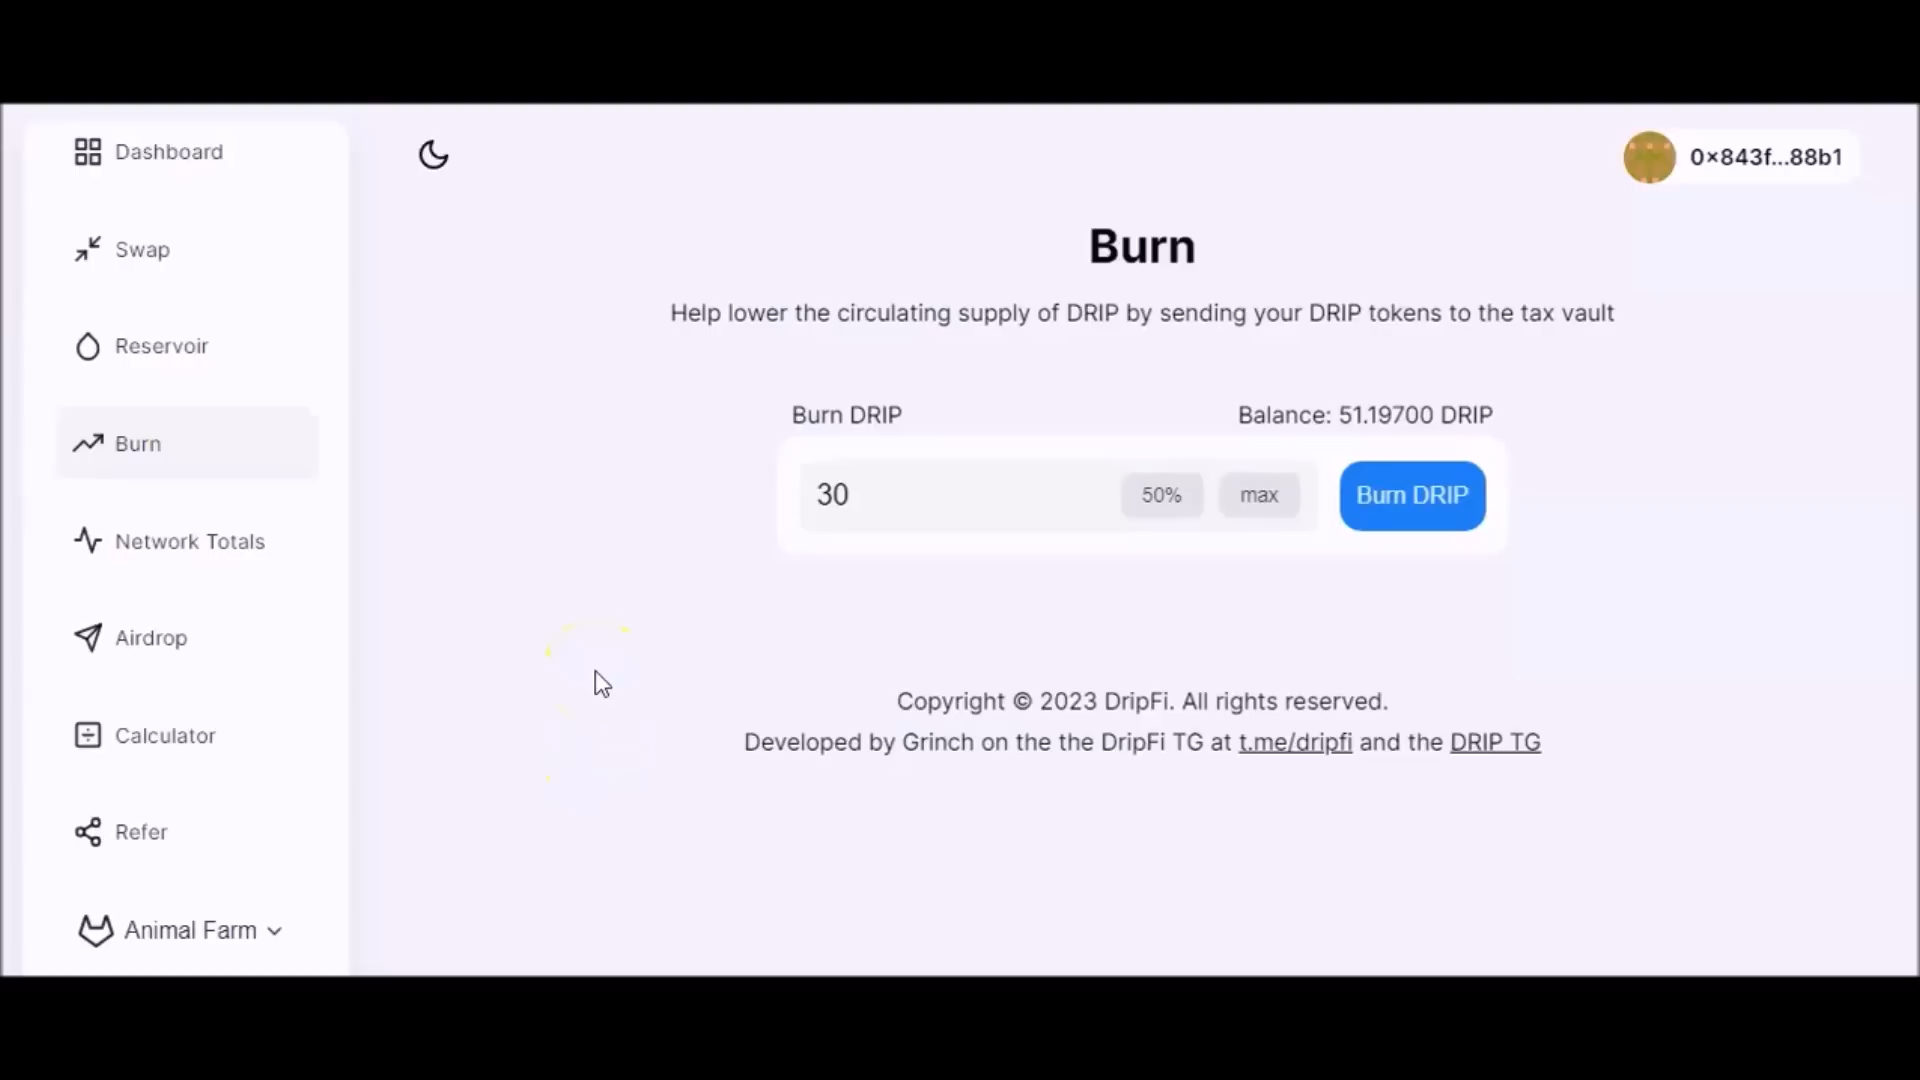 Dashboard
Swap
Reservoir
Burn
Network Totals
Airdrop
Calculator
Refer
Animal Farm
0×843f...88b1
Burn
Help lower the circulating supply of DRIP by sending your DRIP tokens to the tax vault
Burn DRIP
Balance: 51.19700 DRIP
30
50%
max
Burn DRIP
Copyright © 2023 DripFi. All rights reserved.
Developed by Grinch on the the DripFi TG at t.me/dripfi and the DRIP TG